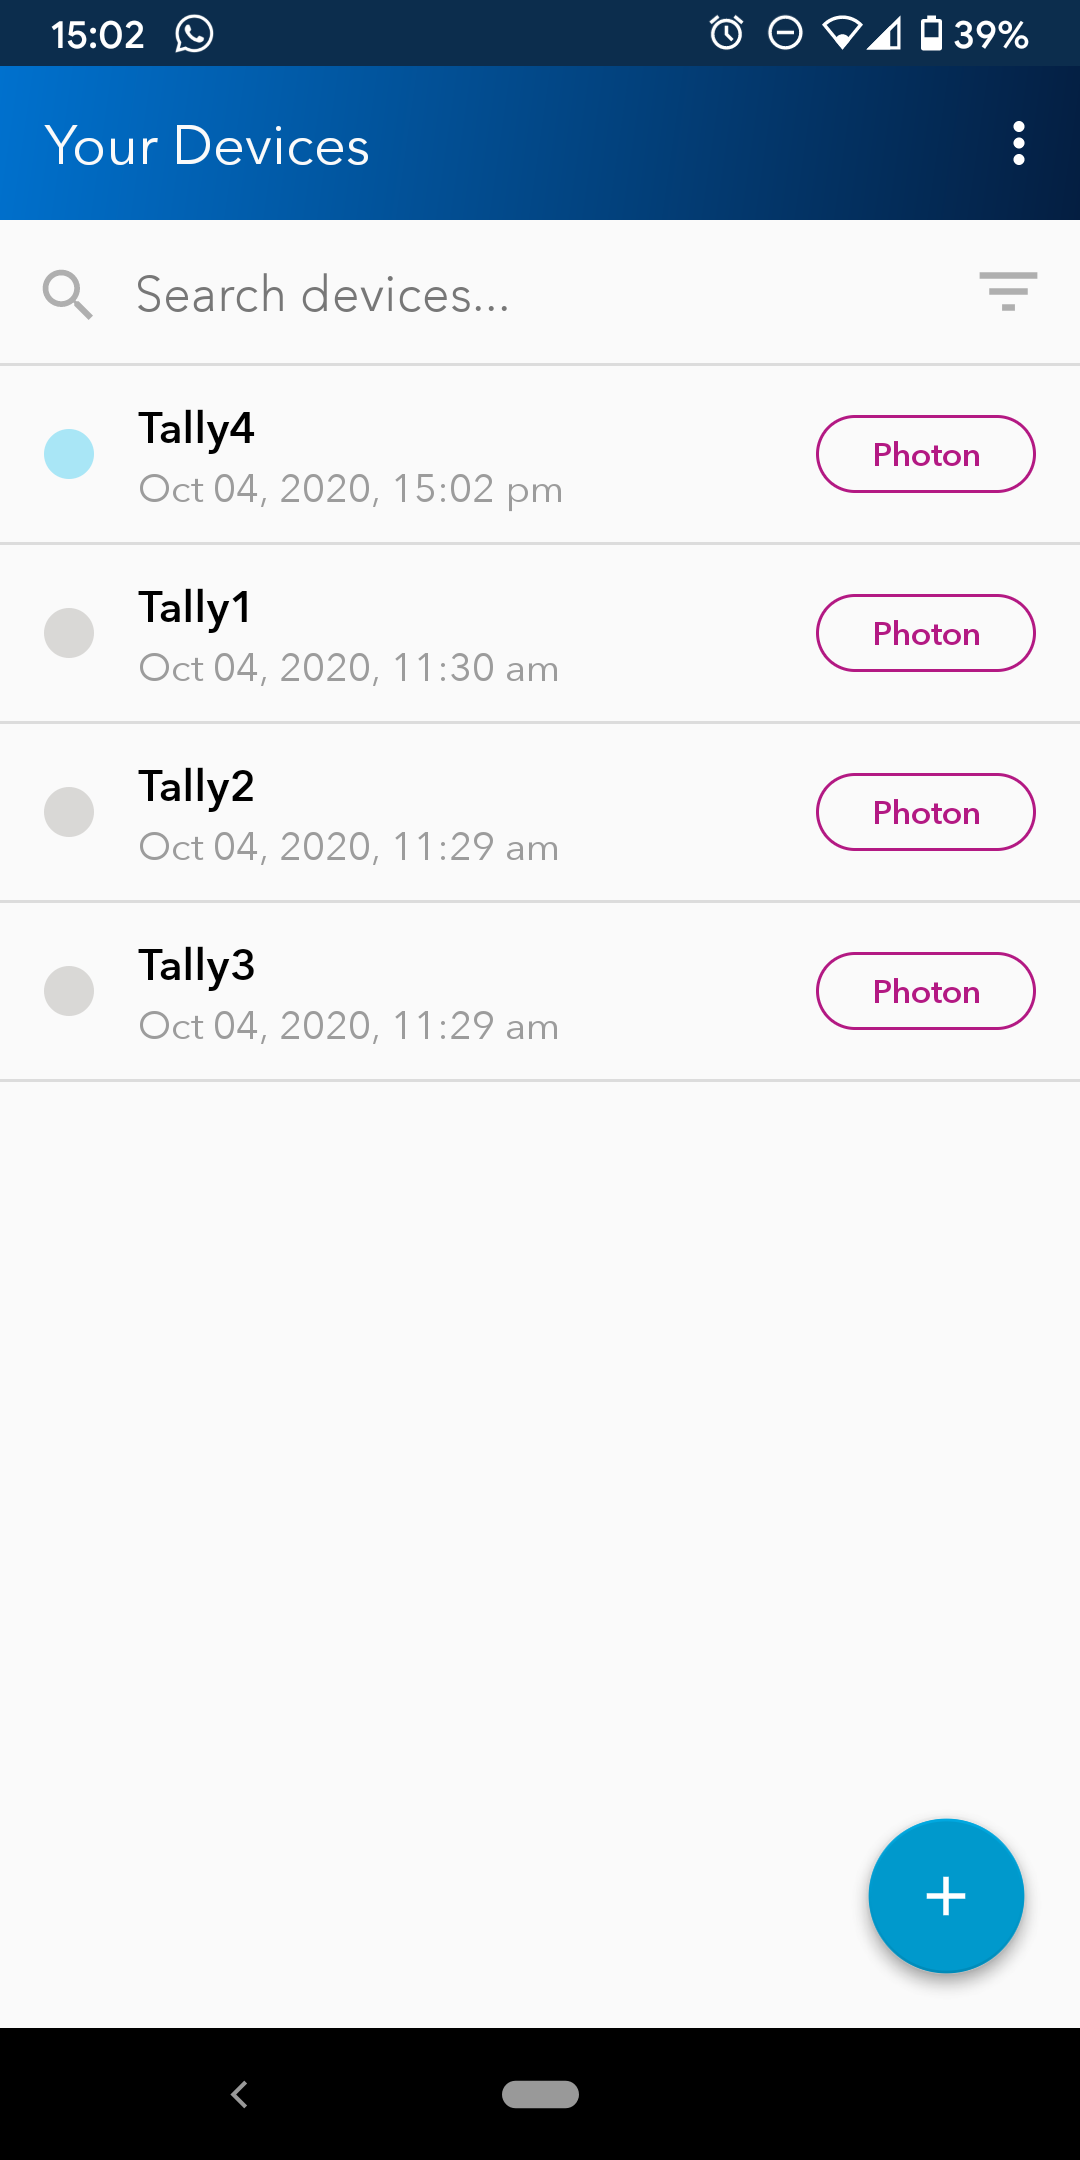 15:02
39%
Your Devices
Search devices...
Tally4
Oct 04, 2020, 15:02 pm
Photon
Tally1
Oct 04, 2020, 11:30 am
Photon
Tally2
Oct 04, 2020, 11:29 am
Photon
Tally3
Oct 04, 2020, 11:29 am
Photon